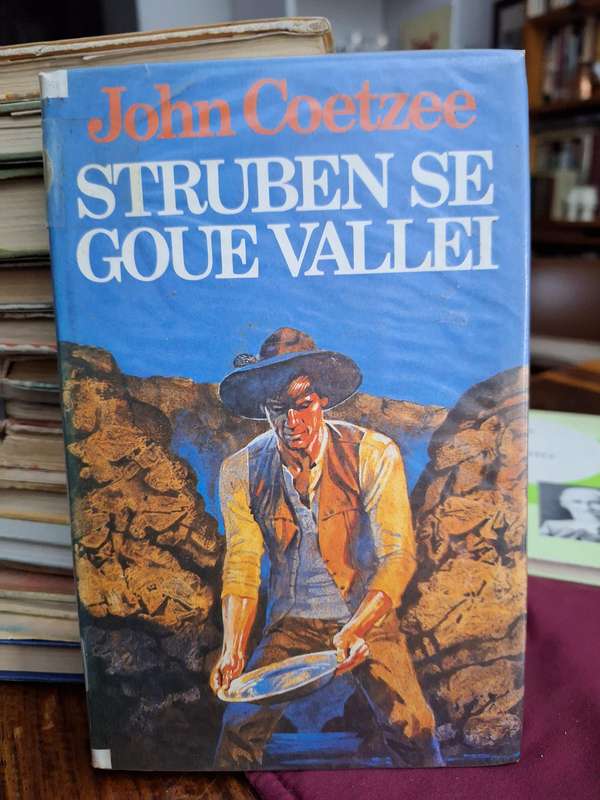 John Coetzee
STRUBEN SE
GOUE VALLEI